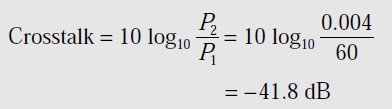 Crosstalk = 10 log₁₀ P₂/P₁ = 10 log₁₀ 0.004/60
= −41.8 dB